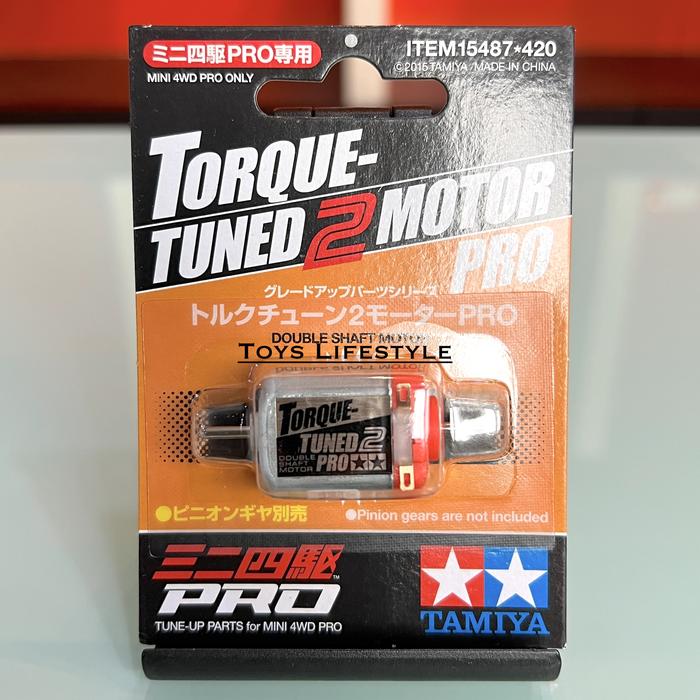 ミニ四駆PRO専用
MINI 4WD PRO ONLY
ITEM 15487*420
©2015 TAMIYA MADE IN CHINA
TORQUE-
TUNED 2 MOTOR
PRO
グレードアップパーツシリーズ
トルクチューン2モーターPRO
DOUBLE SHAFT MOTOR
TOYS LIFESTYLE
TORQUE-
TUNED 2
DOUBLE
SHAFT
MOTOR
PRO
●ピニオンギヤ別売
●Pinion gears are not included
ミニ四駆™
PRO
TUNE-UP PARTS for MINI 4WD PRO
TAMIYA